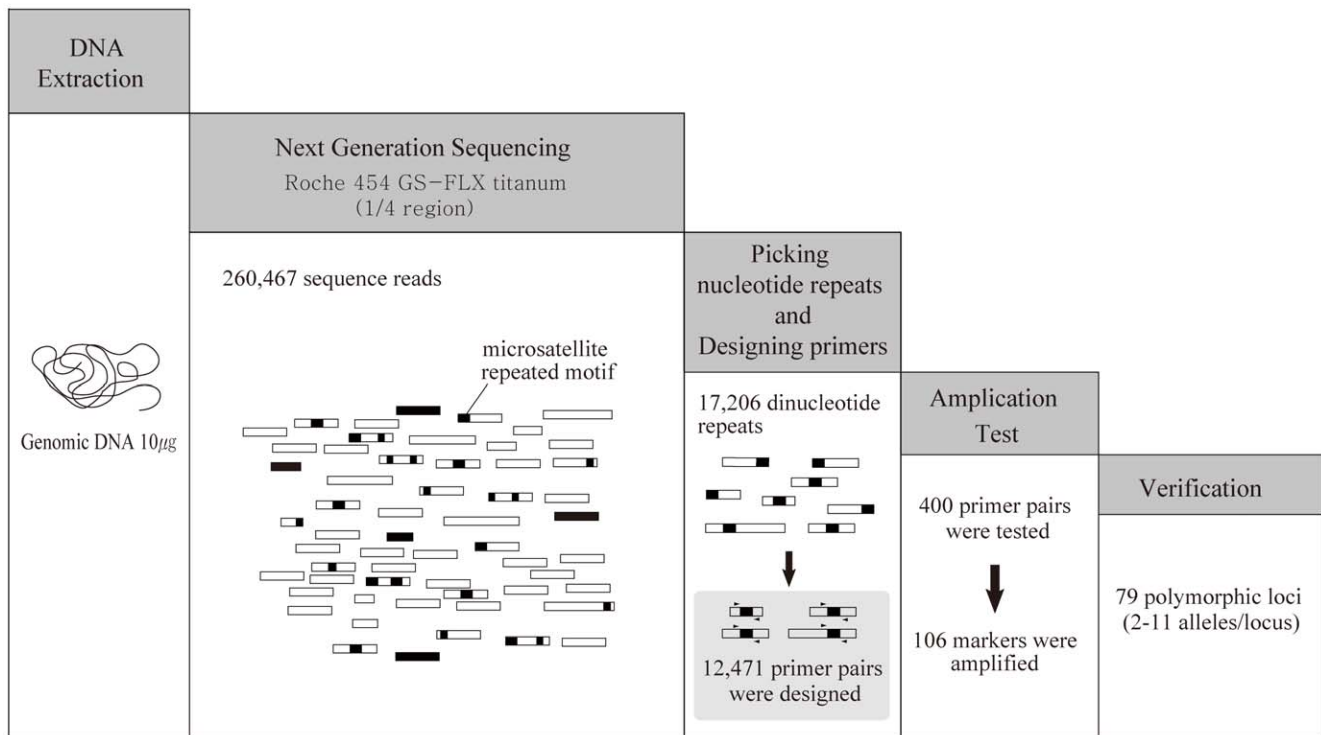 DNA
Extraction
Genomic DNA 10μg
Next Generation Sequencing
Roche 454 GS-FLX titanum
(1/4 region)
260,467 sequence reads
microsatellite
repeated motif
Picking
nucleotide repeats
and
Designing primers
17,206 dinucleotide
repeats
12,471 primer pairs
were designed
Amplication
Test
400 primer pairs
were tested
106 markers were
amplified
Verification
79 polymorphic loci
(2-11 alleles/locus)